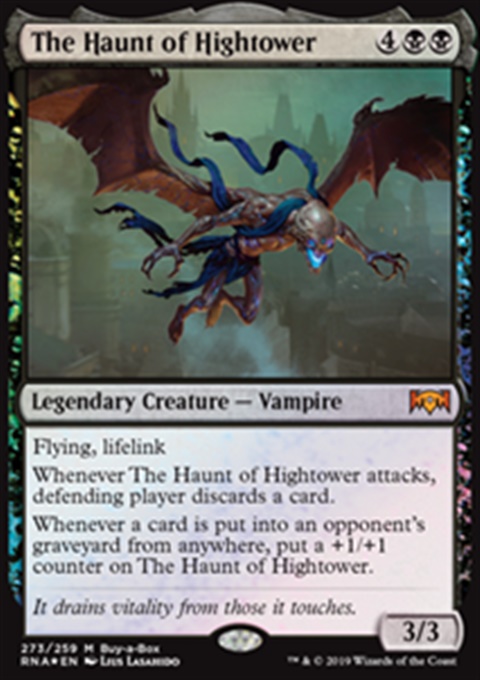 The Haunt of Hightower 4
Legendary Creature — Vampire
Flying, lifelink
Whenever The Haunt of Hightower attacks,
defending player discards a card.
Whenever a card is put into an opponent's
graveyard from anywhere, put a +1/+1
counter on The Haunt of Hightower.
It drains vitality from those it touches.
3/3
273/259 M Buy-a-Box
RNA★EN Lius Lasahido
™ & © 2019 Wizards of the Coast